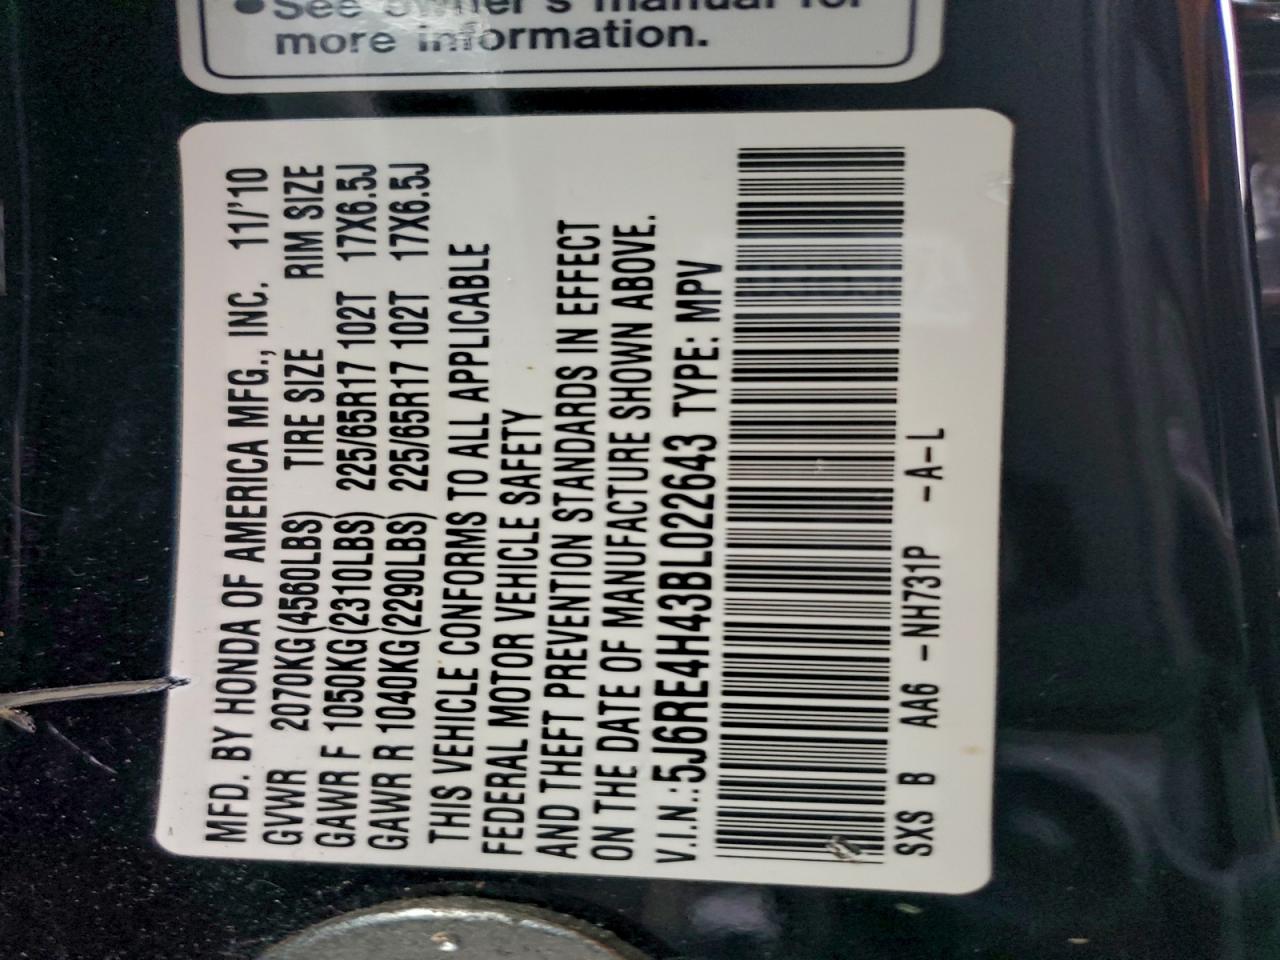 See owner's manual for
more information.
MFD. BY HONDA OF AMERICA MFG., INC. 11/'10
GVWR 2070KG(4560LBS) TIRE SIZE RIM SIZE
GAWR F 1050KG(2310LBS) 225/65R17 102T 17X6.5J
GAWR R 1040KG(2290LBS) 225/65R17 102T 17X6.5J
THIS VEHICLE CONFORMS TO ALL APPLICABLE
FEDERAL MOTOR VEHICLE SAFETY
AND THEFT PREVENTION STANDARDS IN EFFECT
ON THE DATE OF MANUFACTURE SHOWN ABOVE.
V.I.N.:5J6RE4H43BL022643 TYPE: MPV
SXS B AA6 -NH731P -A-L